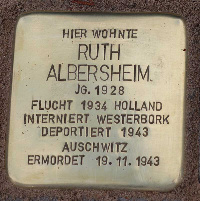 HIER WOHNTE
RUTH
ALBERSHEIM
JG. 1928
FLUCHT 1934 HOLLAND
INTERNIERT WESTERBORK
DEPORTIERT 1943
AUSCHWITZ
ERMORDET 19.11.1943